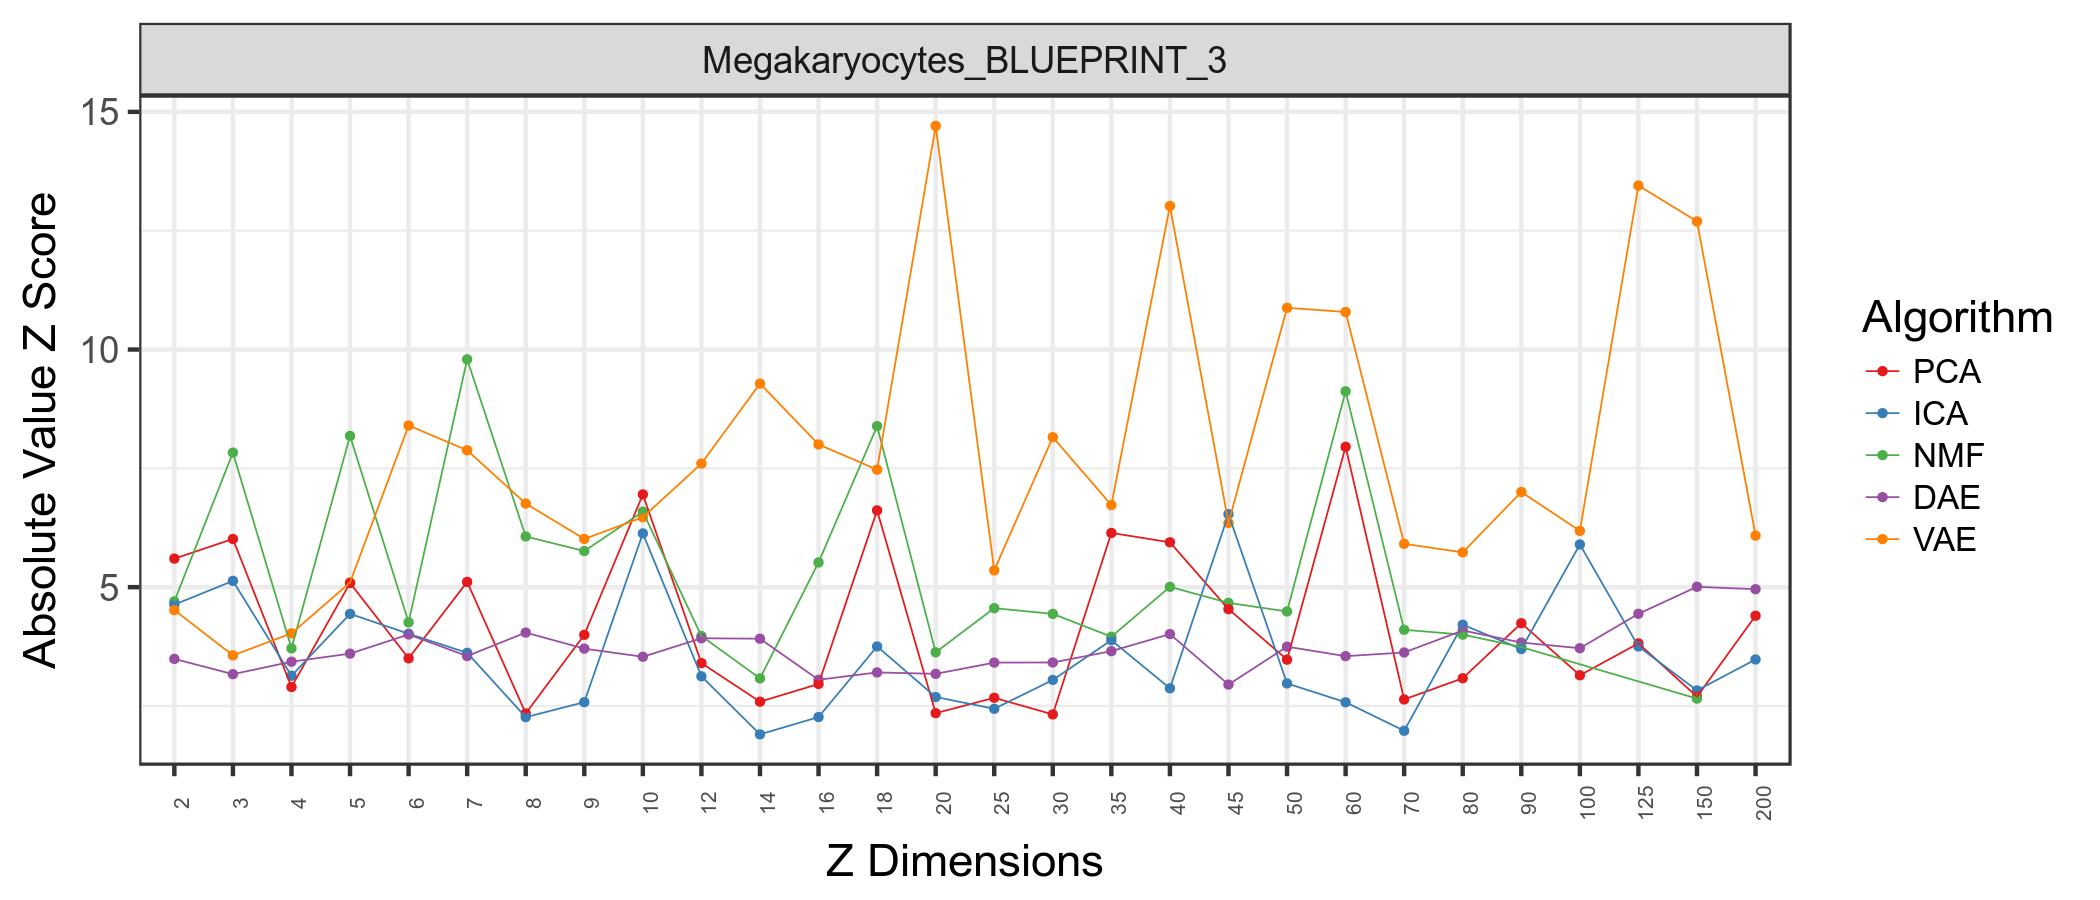 Megakaryocytes_BLUEPRINT_3
Absolute Value Z Score
15
10
5
2 3 4 5 6 7 8 9 10 12 14 16 18 20 25 30 35 40 45 50 60 70 80 90 100 125 150 200
Z Dimensions
Algorithm
PCA
ICA
NMF
DAE
VAE